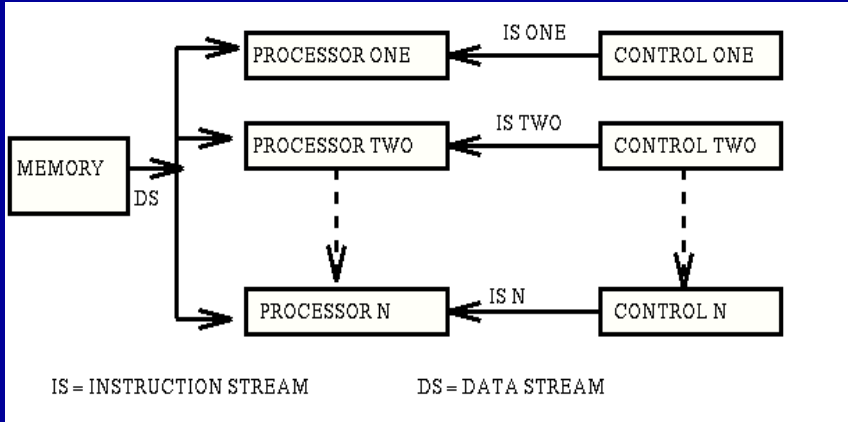 IS ONE
PROCESSOR ONE
CONTROL ONE
IS TWO
PROCESSOR TWO
CONTROL TWO
MEMORY
DS
IS N
PROCESSOR N
CONTROL N
IS = INSTRUCTION STREAM
DS = DATA STREAM